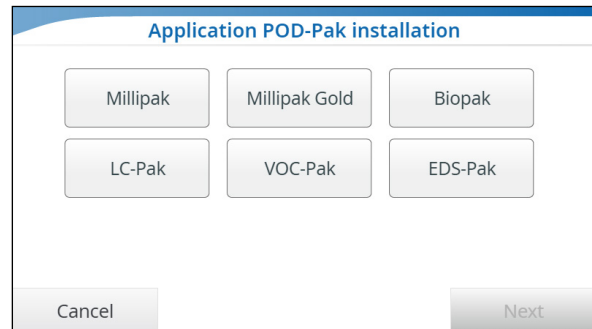 Application POD-Pak installation
Millipak Millipak Gold Biopak
LC-Pak VOC-Pak EDS-Pak
Cancel Next